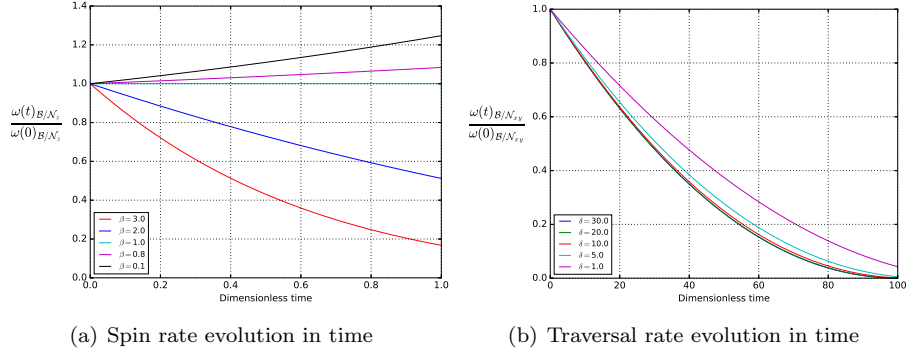 1.4
1.2
1.0
0.8
0.6
0.4
0.2
0.0
0.0 0.2 0.4 0.6 0.8 1.0
Dimensionless time
ω(t)_{B/N_z}
ω(0)_{B/N_z}
β = 3.0
β = 2.0
β = 1.0
β = 0.8
β = 0.1
(a) Spin rate evolution in time
1.0
0.8
0.6
0.4
0.2
0.0
0 20 40 60 80 100
Dimensionless time
ω(t)_{B/N_{xy}}
ω(0)_{B/N_{xy}}
δ = 30.0
δ = 20.0
δ = 10.0
δ = 5.0
δ = 1.0
(b) Traversal rate evolution in time